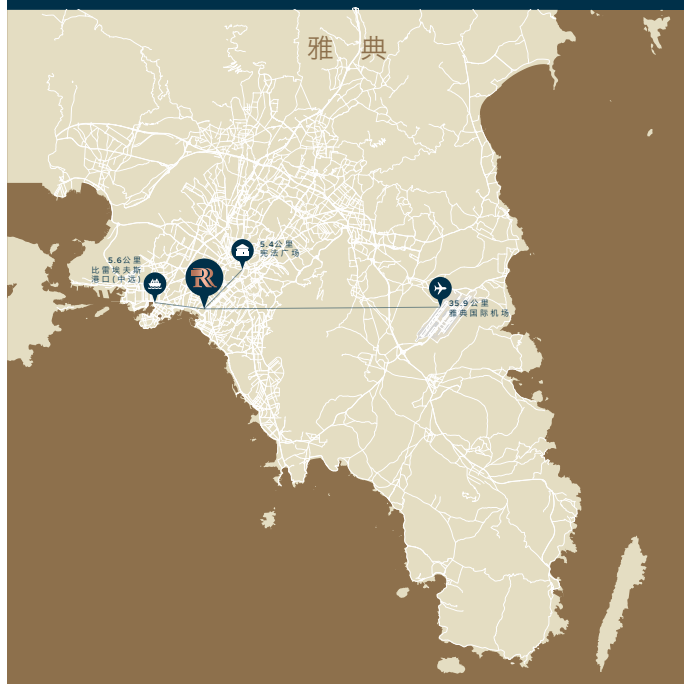 雅 典
5.4公里
宪法广场
5.6公里
比雷埃夫斯
港口(中远)
RR
35.9公里
雅典国际机场